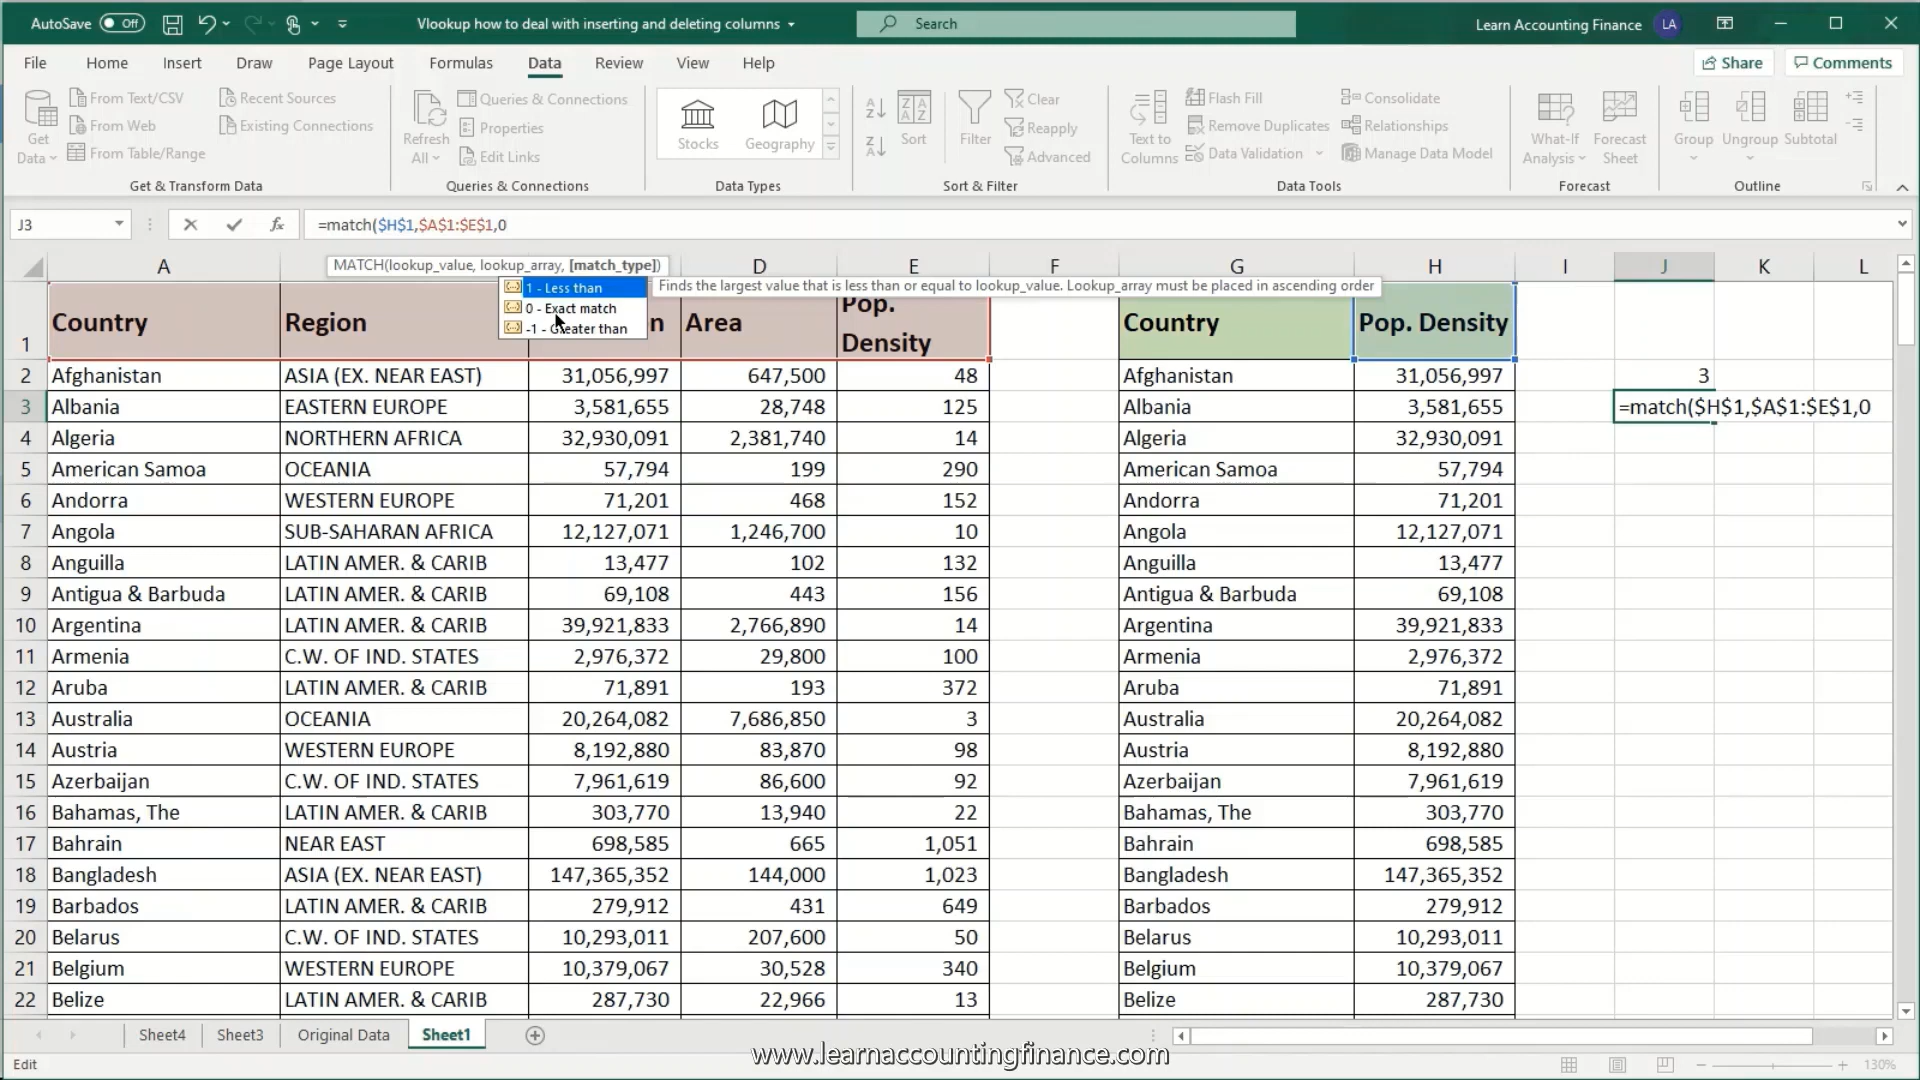 AutoSave Off Vlookup how to deal with inserting and deleting columns Search Learn Accounting Finance LA
File Home Insert Draw Page Layout Formulas Data Review View Help Share Comments
Get Data
From Text/CSV
From Web
From Table/Range
Recent Sources
Existing Connections
Get & Transform Data
Refresh All
Queries & Connections
Properties
Edit Links
Queries & Connections
Stocks Geography
Data Types
Sort
Filter
Clear
Reapply
Advanced
Sort & Filter
Text to Columns
Flash Fill
Remove Duplicates
Data Validation
Consolidate
Relationships
Manage Data Model
Data Tools
What-If Analysis
Forecast Sheet
Forecast
Group Ungroup Subtotal
Outline
J3 fx =match($H$1,$A$1:$E$1,0
MATCH(lookup_value, lookup_array, [match_type])
1 - Less than
0 - Exact match
-1 - Greater than
Finds the largest value that is less than or equal to lookup_value. Lookup_array must be placed in ascending order
A D E F G H I J K L
1 Country Region n Area Pop. Density Country Pop. Density
2 Afghanistan ASIA (EX. NEAR EAST) 31,056,997 647,500 48 Afghanistan 31,056,997 3
3 Albania EASTERN EUROPE 3,581,655 28,748 125 Albania 3,581,655 =match($H$1,$A$1:$E$1,0
4 Algeria NORTHERN AFRICA 32,930,091 2,381,740 14 Algeria 32,930,091
5 American Samoa OCEANIA 57,794 199 290 American Samoa 57,794
6 Andorra WESTERN EUROPE 71,201 468 152 Andorra 71,201
7 Angola SUB-SAHARAN AFRICA 12,127,071 1,246,700 10 Angola 12,127,071
8 Anguilla LATIN AMER. & CARIB 13,477 102 132 Anguilla 13,477
9 Antigua & Barbuda LATIN AMER. & CARIB 69,108 443 156 Antigua & Barbuda 69,108
10 Argentina LATIN AMER. & CARIB 39,921,833 2,766,890 14 Argentina 39,921,833
11 Armenia C.W. OF IND. STATES 2,976,372 29,800 100 Armenia 2,976,372
12 Aruba LATIN AMER. & CARIB 71,891 193 372 Aruba 71,891
13 Australia OCEANIA 20,264,082 7,686,850 3 Australia 20,264,082
14 Austria WESTERN EUROPE 8,192,880 83,870 98 Austria 8,192,880
15 Azerbaijan C.W. OF IND. STATES 7,961,619 86,600 92 Azerbaijan 7,961,619
16 Bahamas, The LATIN AMER. & CARIB 303,770 13,940 22 Bahamas, The 303,770
17 Bahrain NEAR EAST 698,585 665 1,051 Bahrain 698,585
18 Bangladesh ASIA (EX. NEAR EAST) 147,365,352 144,000 1,023 Bangladesh 147,365,352
19 Barbados LATIN AMER. & CARIB 279,912 431 649 Barbados 279,912
20 Belarus C.W. OF IND. STATES 10,293,011 207,600 50 Belarus 10,293,011
21 Belgium WESTERN EUROPE 10,379,067 30,528 340 Belgium 10,379,067
22 Belize LATIN AMER. & CARIB 287,730 22,966 13 Belize 287,730
Sheet4 Sheet3 Original Data Sheet1
Edit www.learnaccountingfinance.com 130%